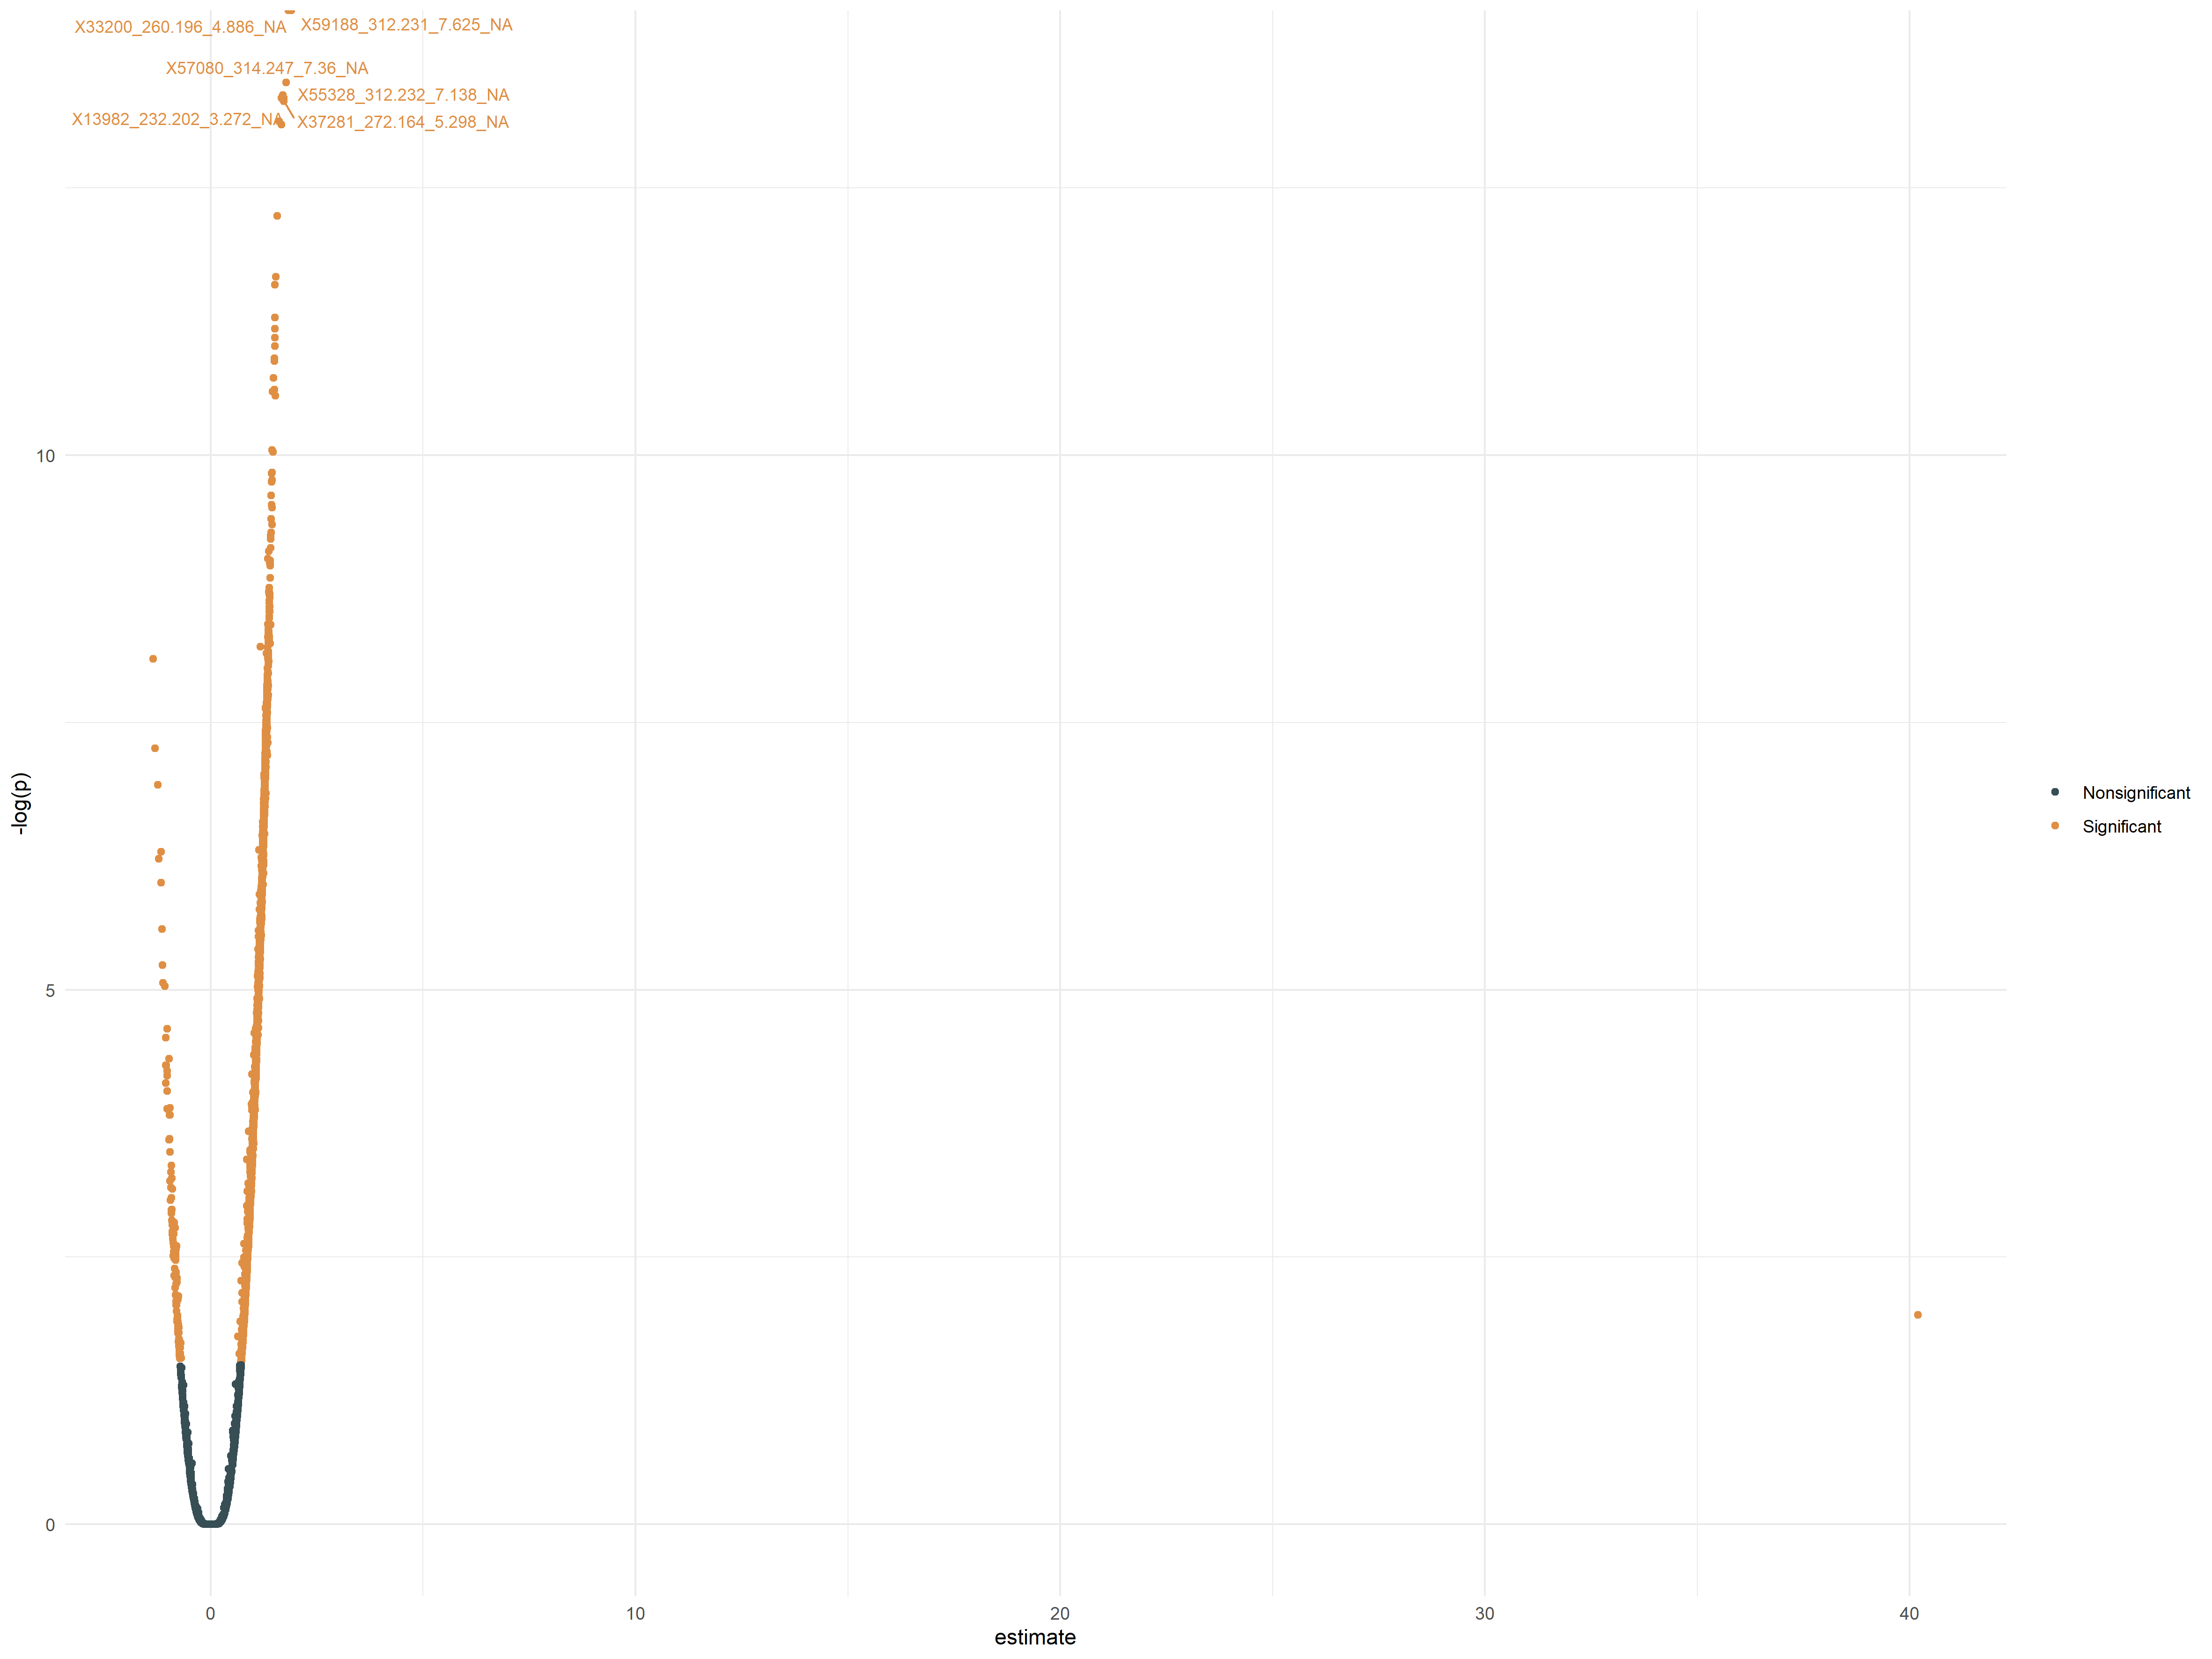 X33200_260.196_4.886_NA
X59188_312.231_7.625_NA
X57080_314.247_7.36_NA
X55328_312.232_7.138_NA
X13982_232.202_3.272_NA
X37281_272.164_5.298_NA
10
5
0
-log(p)
Nonsignificant
Significant
0
10
20
30
40
estimate